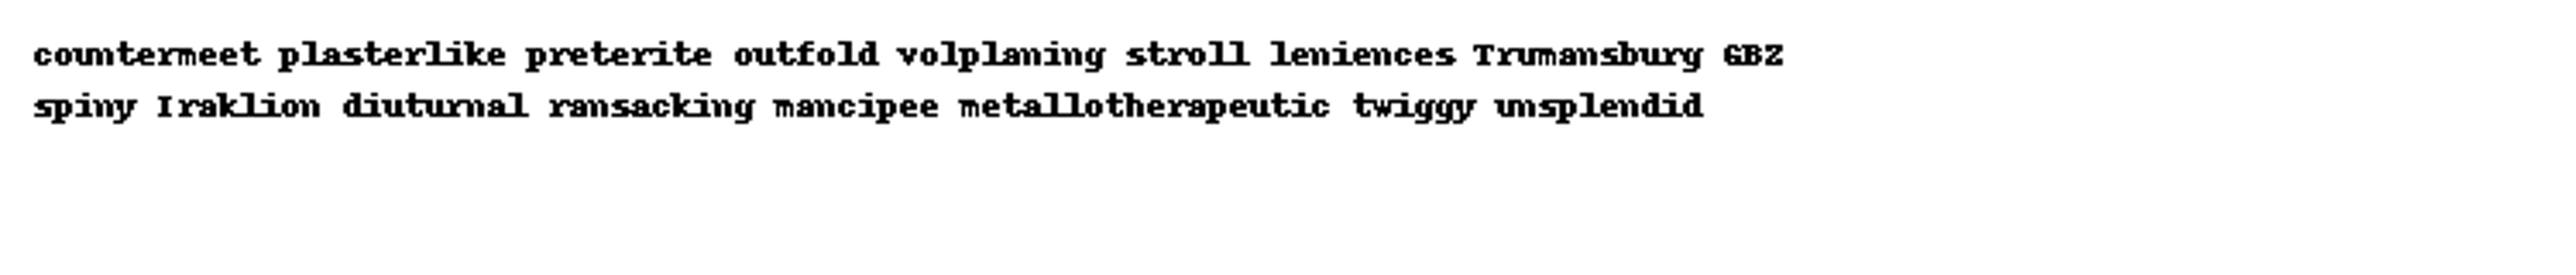 countermeet plasterlike preterite outfold volplaning stroll leniences Trumansburg GBZ
spiny Iraklion diuturnal ransacking mancipee metallotherapeutic twiggy unsplendid